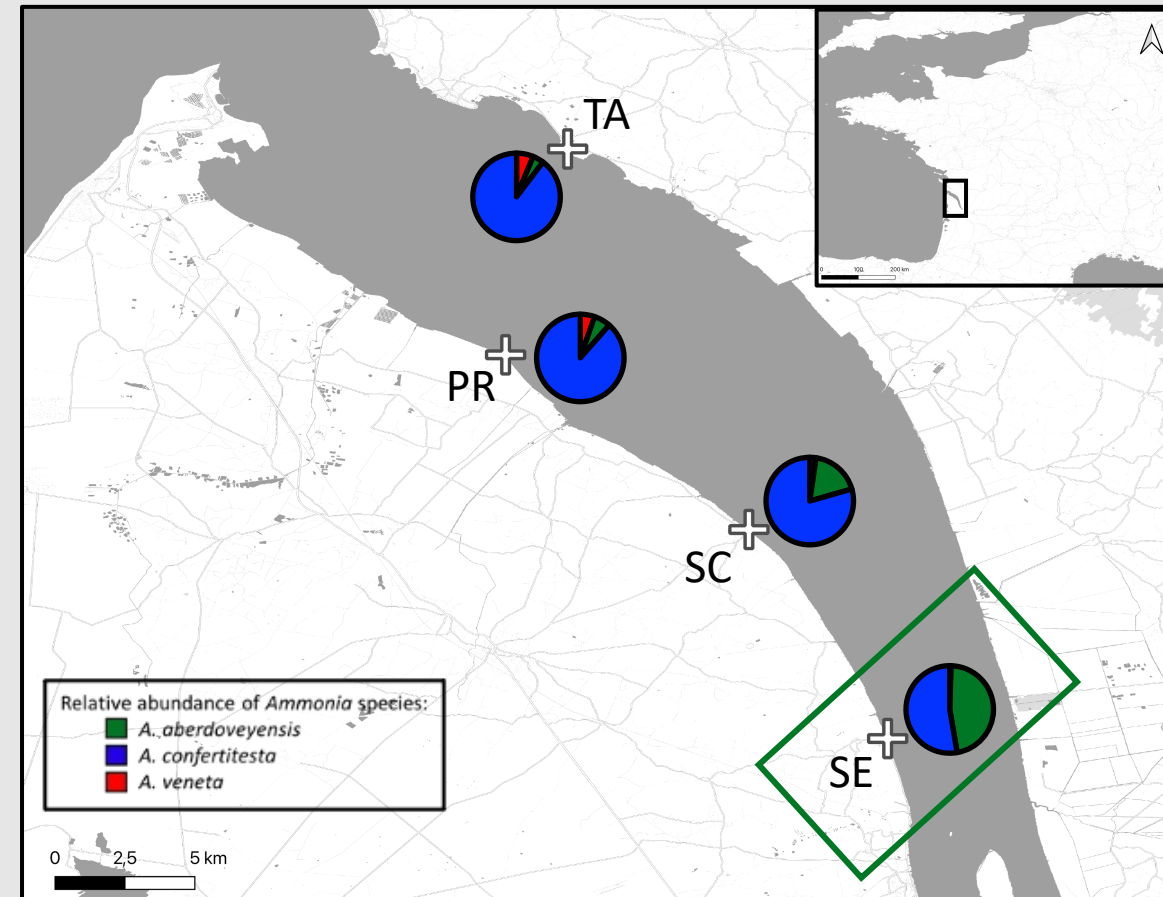 TA
0 100 200 km
PR
SC
SE
Relative abundance of Ammonia species:
A. aberdoveyensis
A. confertitesta
A. veneta
0 2,5 5 km